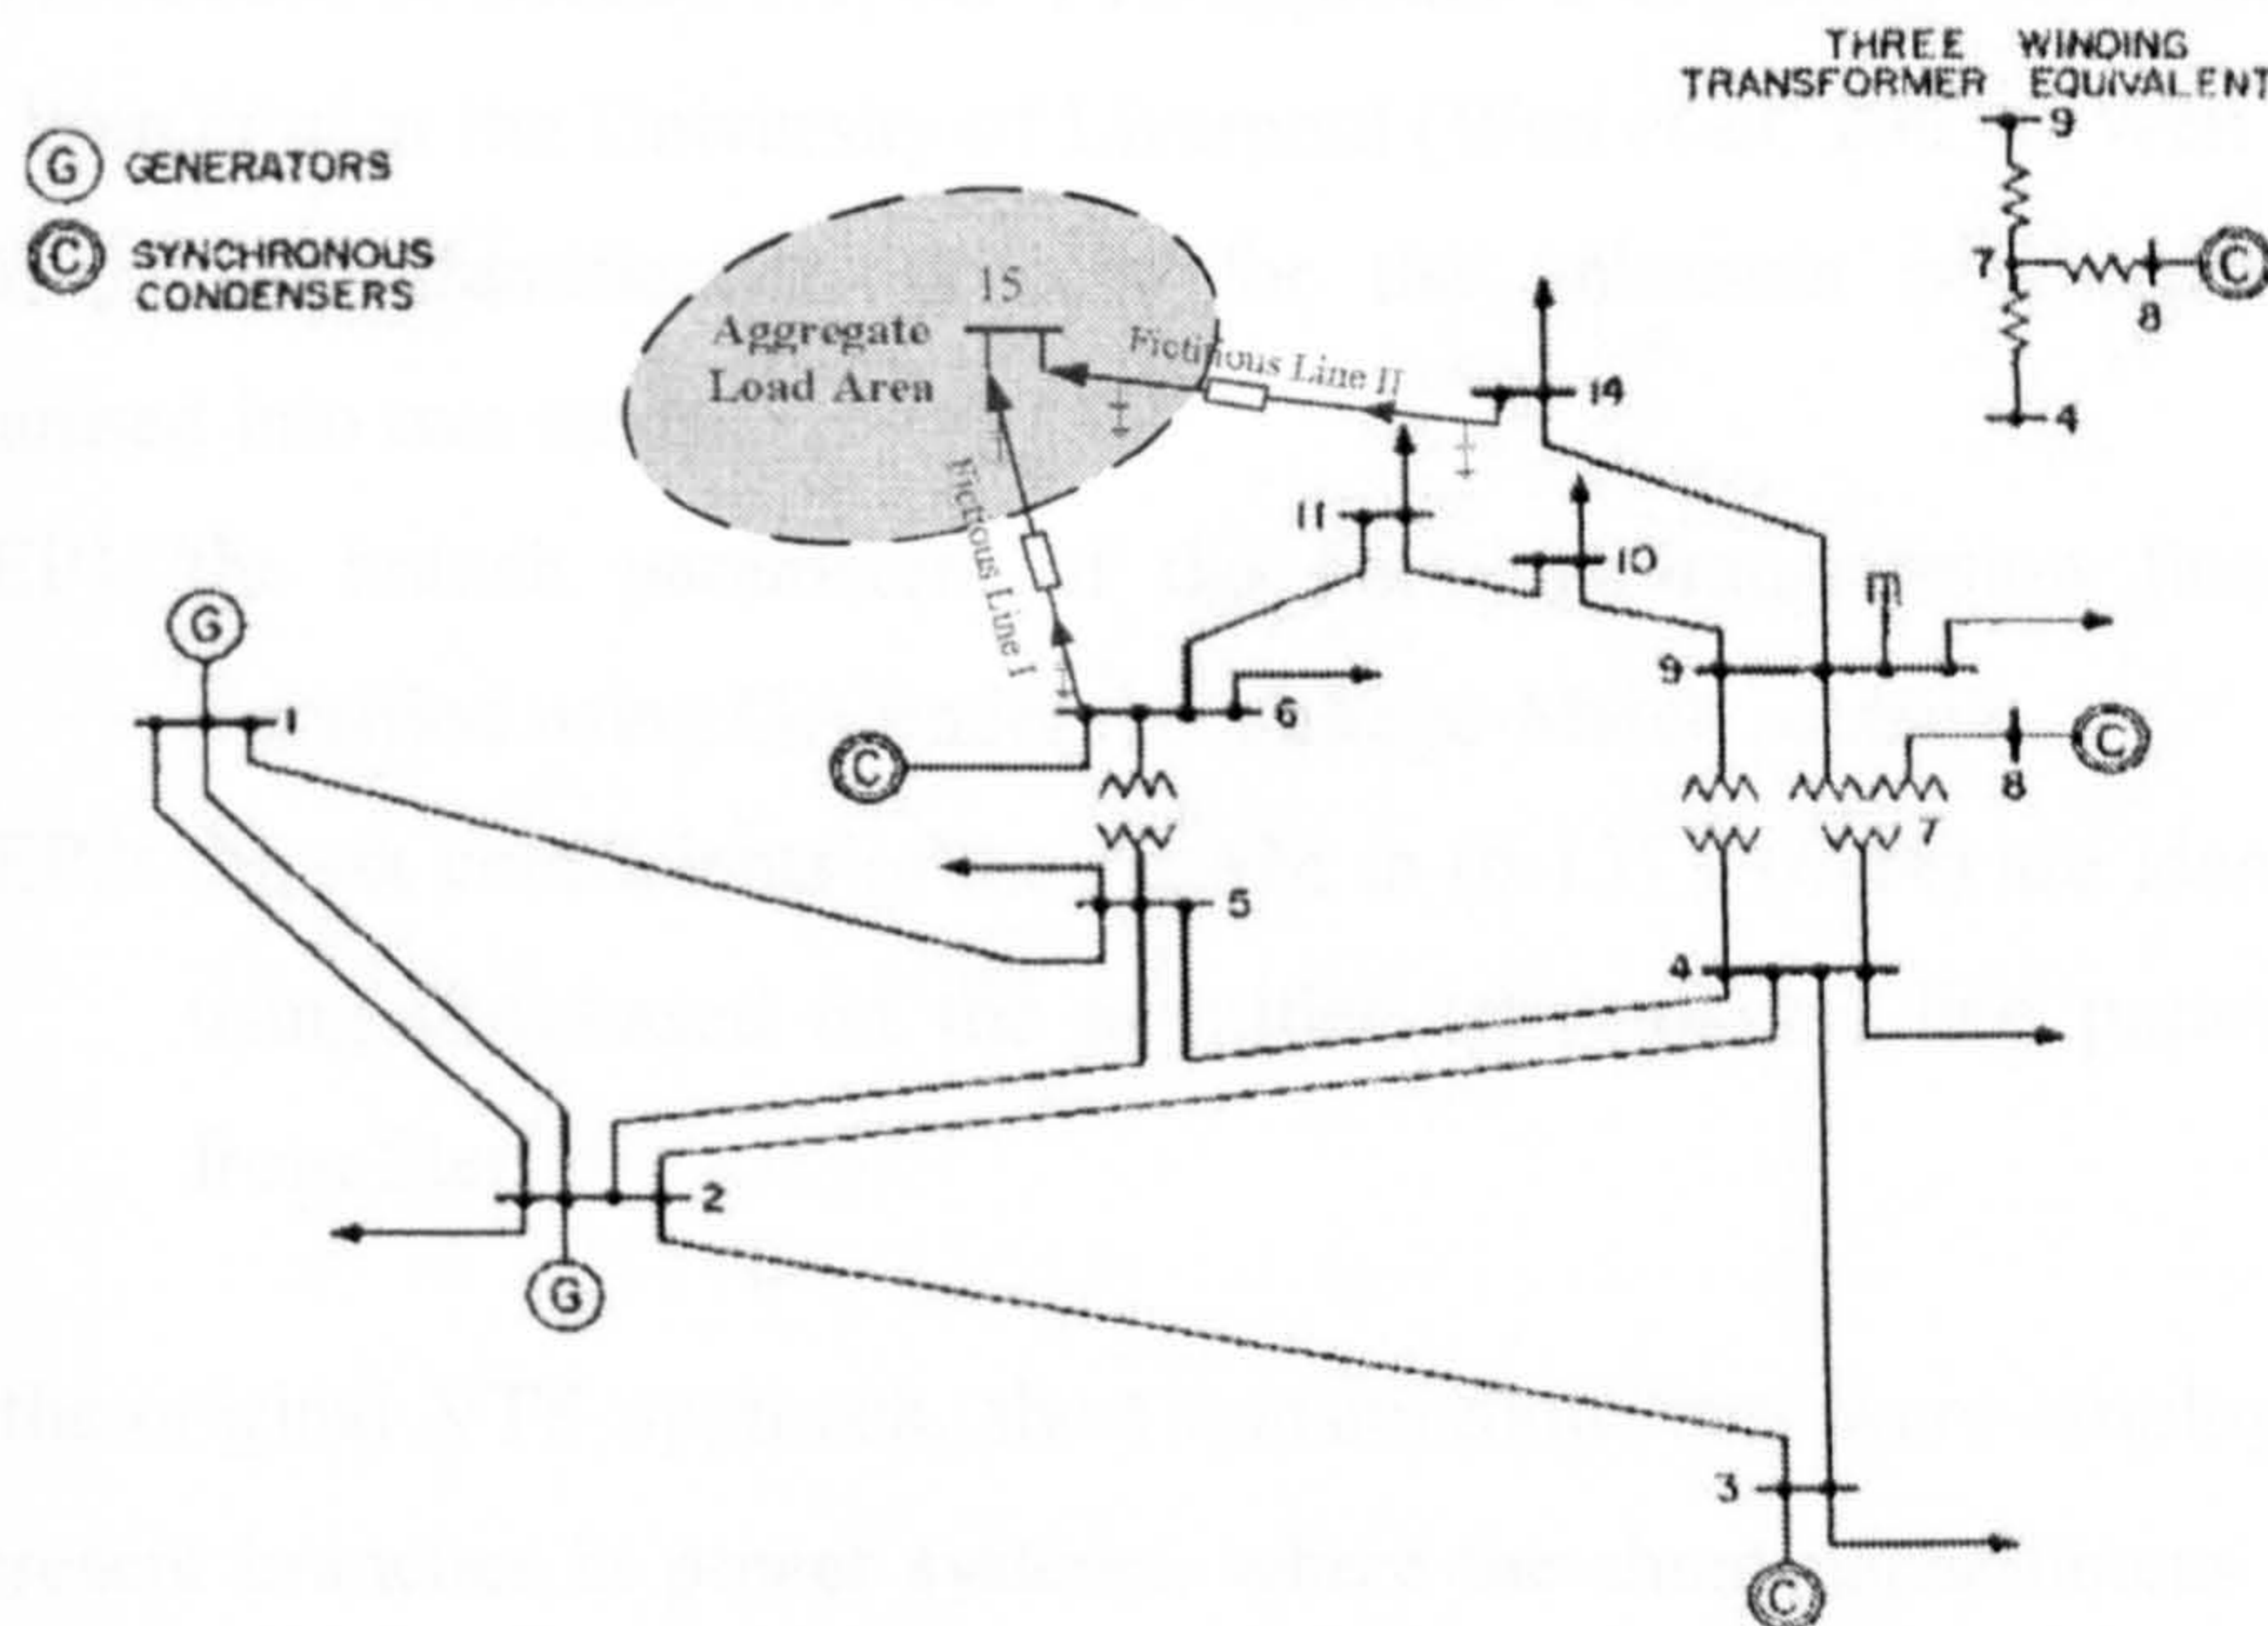 THREE WINDING
TRANSFORMER EQUIVALENT
9
7
C
8
4
G GENERATORS
C SYNCHRONOUS
CONDENSERS
15
Aggregate
Load Area
Fictitious Line II
14
11
10
Fictious Line I
G
1
6
9
C
C
8
7
5
4
2
G
3
C